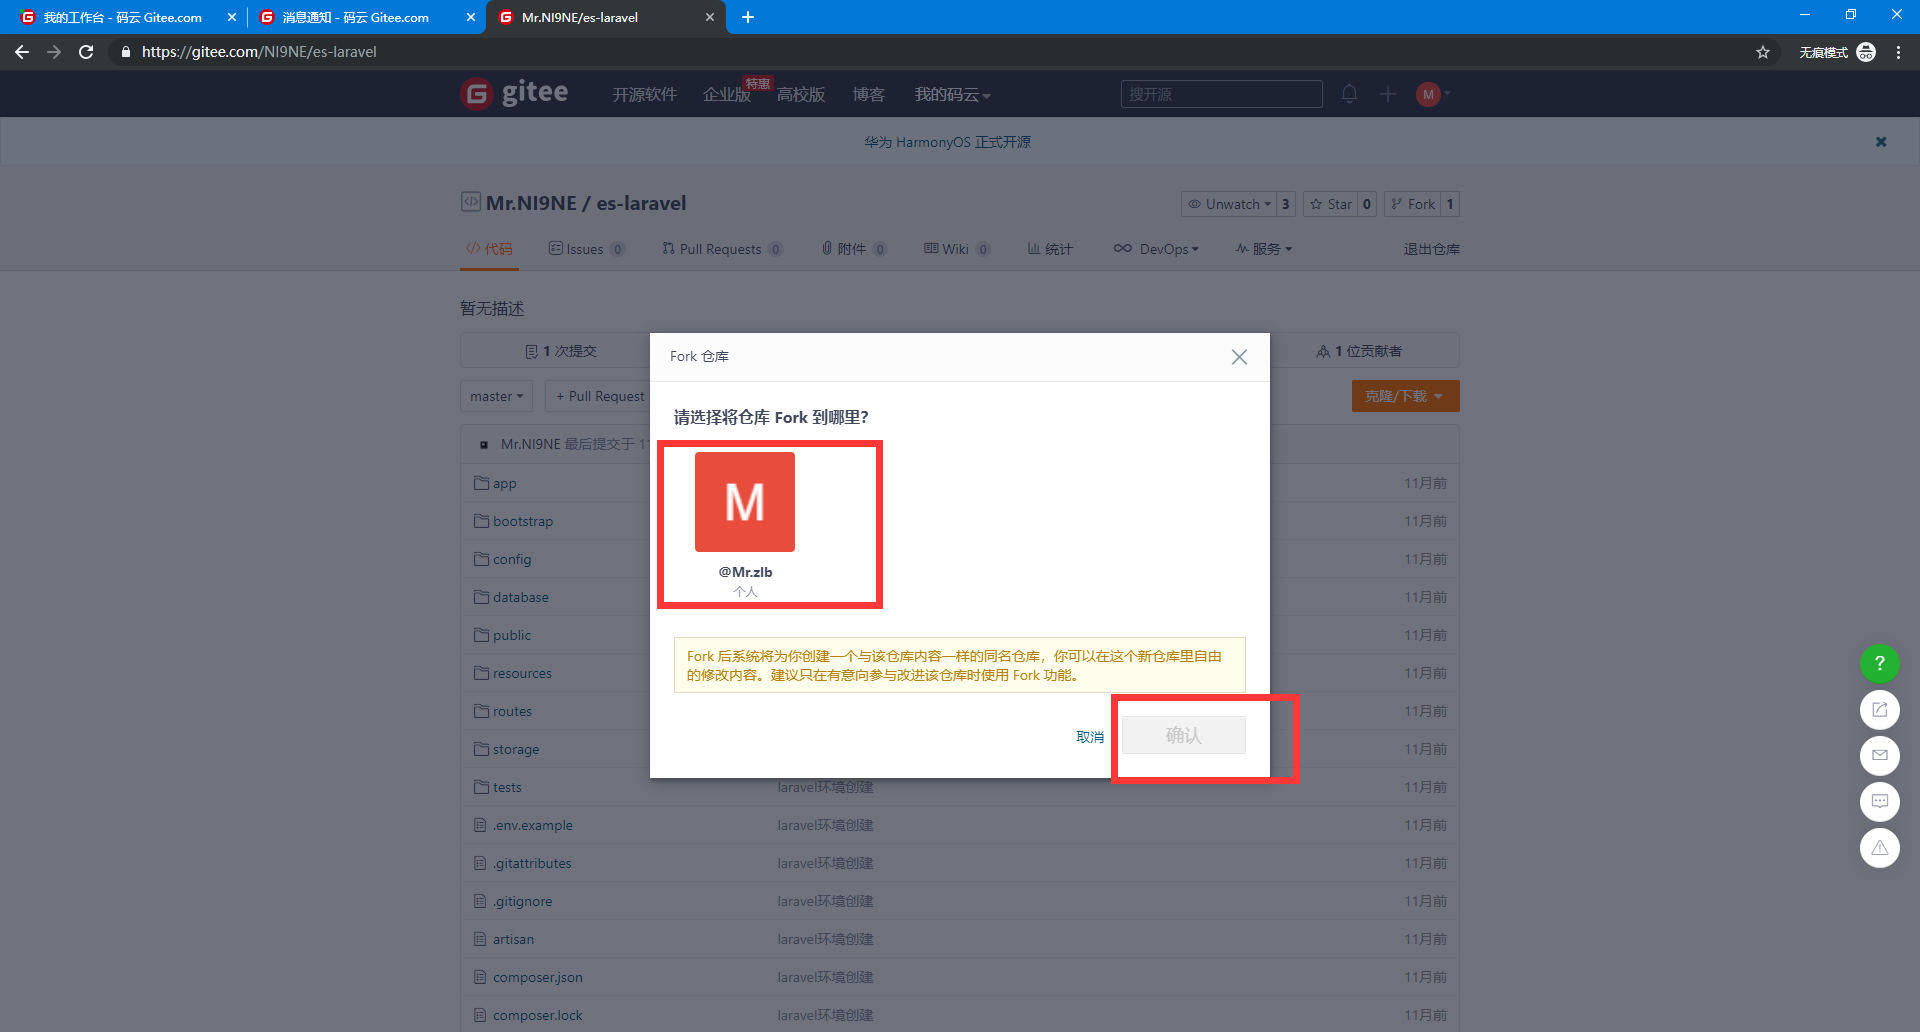 我的工作台 - 码云 Gitee.com
消息通知 - 码云 Gitee.com
Mr.NI9NE/es-laravel
https://gitee.com/NI9NE/es-laravel
无痕模式
gitee
开源软件
企业版
特惠
高校版
博客
我的码云
搜开源
M
华为 HarmonyOS 正式开源
Mr.NI9NE / es-laravel
Unwatch 3
Star 0
Fork 1
代码
Issues 0
Pull Requests 0
附件 0
Wiki 0
统计
DevOps
服务
退出仓库
暂无描述
1 次提交
1 位贡献者
master
+ Pull Request
克隆/下载
Mr.NI9NE 最后提交于 11
app 11月前
bootstrap 11月前
config 11月前
database 11月前
public 11月前
resources 11月前
routes 11月前
storage 11月前
tests laravel环境创建 11月前
.env.example laravel环境创建 11月前
.gitattributes laravel环境创建 11月前
.gitignore laravel环境创建 11月前
artisan laravel环境创建 11月前
composer.json laravel环境创建 11月前
composer.lock laravel环境创建 11月前
Fork 仓库
请选择将仓库 Fork 到哪里?
M
@Mr.zlb
个人
Fork 后系统将为你创建一个与该仓库内容一样的同名仓库，你可以在这个新仓库里自由
的修改内容。建议只在有意向参与改进该仓库时使用 Fork 功能。
取消
确认
?